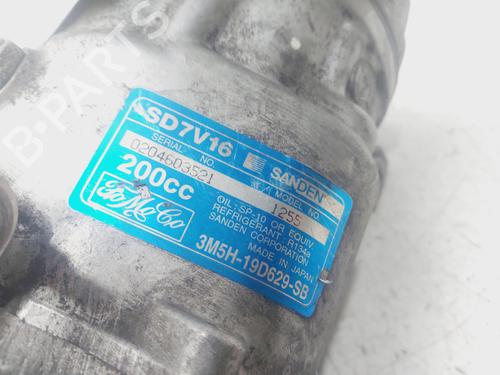 B-PARTS
SD7V16 SANDEN
SERIAL NO. MODEL NO.
0204603521 1255
200cc OIL:SP-10 OR EQUIV
REFRIGERANT R134a
FoMoCo SANDEN CORPORATION
MADE IN JAPAN
3M5H-19D629-SB